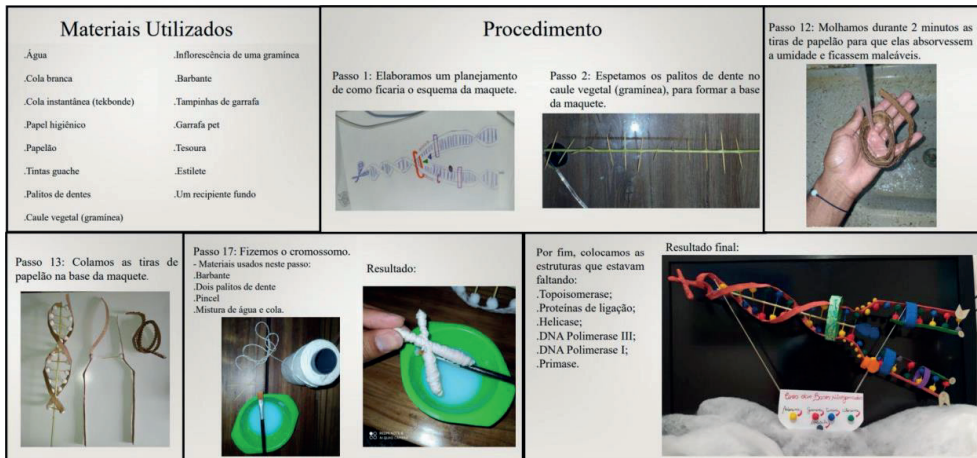 Materiais Utilizados
.Água
.Cola branca
.Cola instantânea (tekbonde)
.Papel higiênico
.Papelão
.Tintas guache
.Palitos de dentes
.Caule vegetal (gramínea)
.Inflorescência de uma gramínea
.Barbante
.Tampinhas de garrafa
.Garrafa pet
.Tesoura
.Estilete
.Um recipiente fundo
Procedimento
Passo 1: Elaboramos um planejamento
de como ficaria o esquema da maquete.
Passo 2: Espetamos os palitos de dente no
caule vegetal (gramínea), para formar a base
da maquete.
Passo 12: Molhamos durante 2 minutos as
tiras de papelão para que elas absorvessem
a umidade e ficassem maleáveis.
Passo 13: Colamos as tiras de
papelão na base da maquete.
Passo 17: Fizemos o cromossomo.
- Materiais usados neste passo:
.Barbante
.Dois palitos de dente
.Pincel
.Mistura de água e cola.
Resultado:
Por fim, colocamos as
estruturas que estavam
faltando:
.Topoisomerase;
.Proteínas de ligação;
.Helicase;
.DNA Polimerase III;
.DNA Polimerase I;
.Primase.
Resultado final: